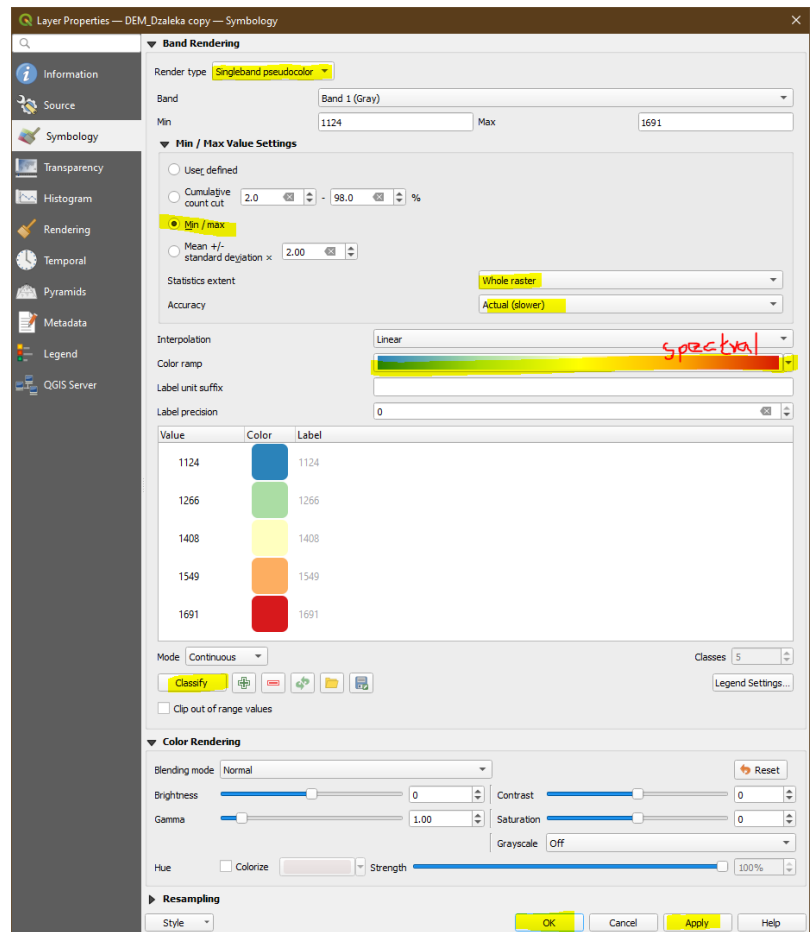 Layer Properties — DEM_Dzaleka copy — Symbology
Information
Source
Symbology
Transparency
Histogram
Rendering
Temporal
Pyramids
Metadata
Legend
QGIS Server
Band Rendering
Render type Singleband pseudocolor
Band Band 1 (Gray)
Min 1124 Max 1691
Min / Max Value Settings
User defined
Cumulative
count cut 2.0 - 98.0 %
Min / max
Mean +/-
standard deviation × 2.00
Statistics extent Whole raster
Accuracy Actual (slower)
Interpolation Linear
spectral
Color ramp
Label unit suffix
Label precision 0
Value Color Label
1124 1124
1266 1266
1408 1408
1549 1549
1691 1691
Mode Continuous Classes 5
Classify Legend Settings...
Clip out of range values
Color Rendering
Blending mode Normal Reset
Brightness 0 Contrast 0
Gamma 1.00 Saturation 0
Grayscale Off
Hue Colorize Strength 100%
Resampling
Style OK Cancel Apply Help